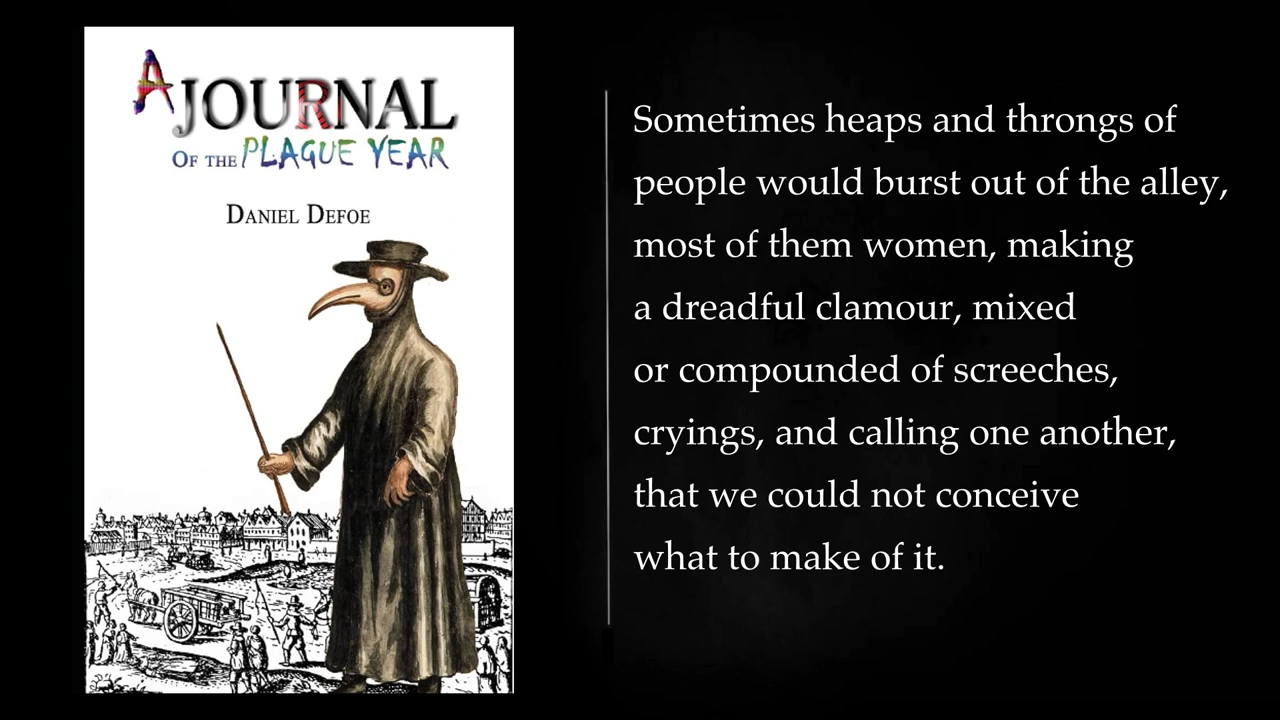 A JOURNAL
OF THE PLAGUE YEAR
DANIEL DEFOE
Sometimes heaps and throngs of
people would burst out of the alley,
most of them women, making
a dreadful clamour, mixed
or compounded of screeches,
cryings, and calling one another,
that we could not conceive
what to make of it.